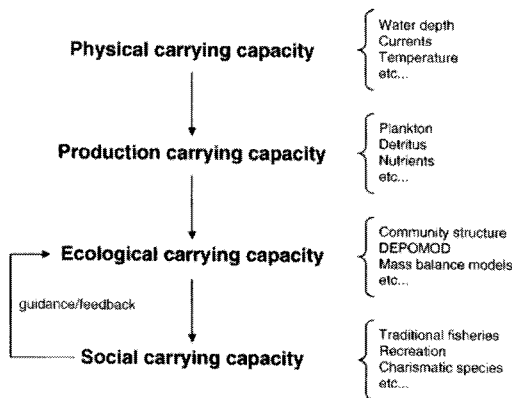 Physical carrying capacity
Water depth
Currents
Temperature
etc...
Production carrying capacity
Plankton
Detritus
Nutrients
etc...
Ecological carrying capacity
Community structure
DEPOMOD
Mass balance models
etc...
guidance/feedback
Social carrying capacity
Traditional fisheries
Recreation
Charismatic species
etc...